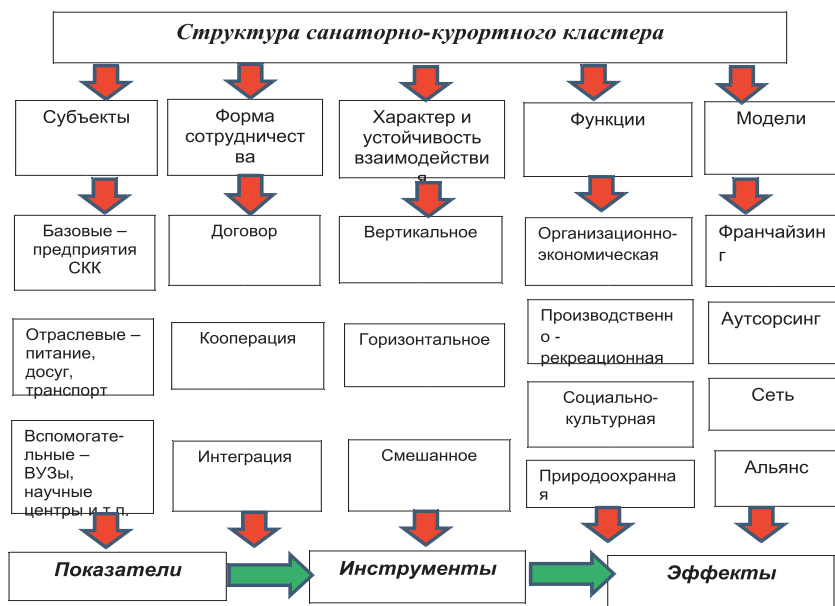 Структура санаторно-курортного кластера
Субъекты
Форма
сотрудничест
ва
Характер и
устойчивость
взаимодействи
я
Функции
Модели
Базовые –
предприятия
СКК
Договор
Вертикальное
Организационно-
экономическая
Франчайзин
г
Отраслевые –
питание,
досуг,
транспорт
Кооперация
Горизонтальное
Производственно
о -
рекреационная
Аутсорсинг
Социально-
культурная
Сеть
Вспомогате-
льные –
ВУЗы,
научные
центры и т.п.
Интеграция
Смешанное
Природоохранна
я
Альянс
Показатели
Инструменты
Эффекты